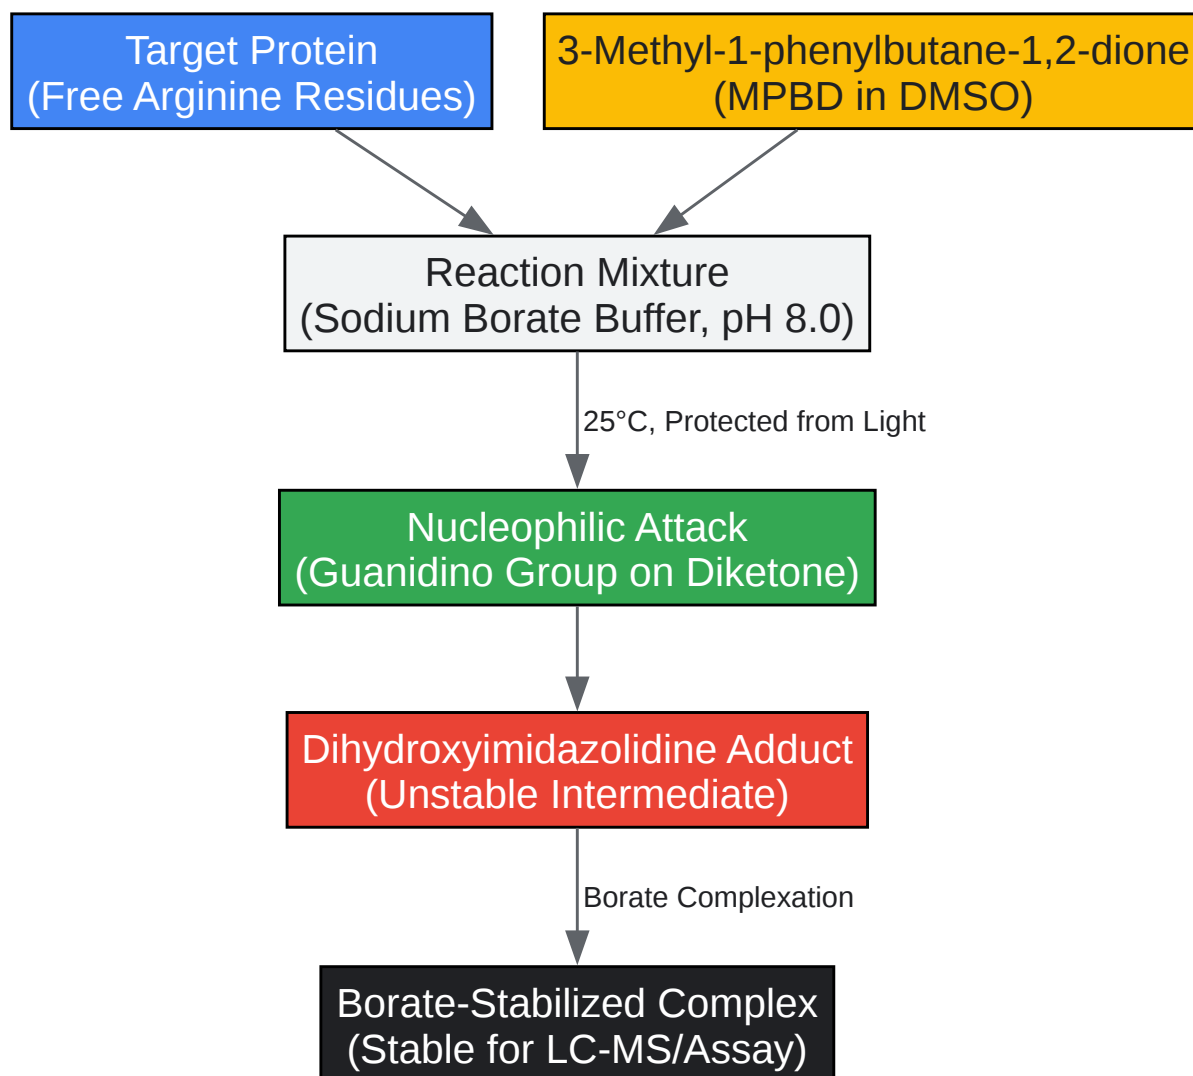 Target Protein
(Free Arginine Residues)
3-Methyl-1-phenylbutane-1,2-dione
(MPBD in DMSO)
Reaction Mixture
(Sodium Borate Buffer, pH 8.0)
25°C, Protected from Light
Nucleophilic Attack
(Guanidino Group on Diketone)
Dihydroxyimidazolidine Adduct
(Unstable Intermediate)
Borate Complexation
Borate-Stabilized Complex
(Stable for LC-MS/Assay)